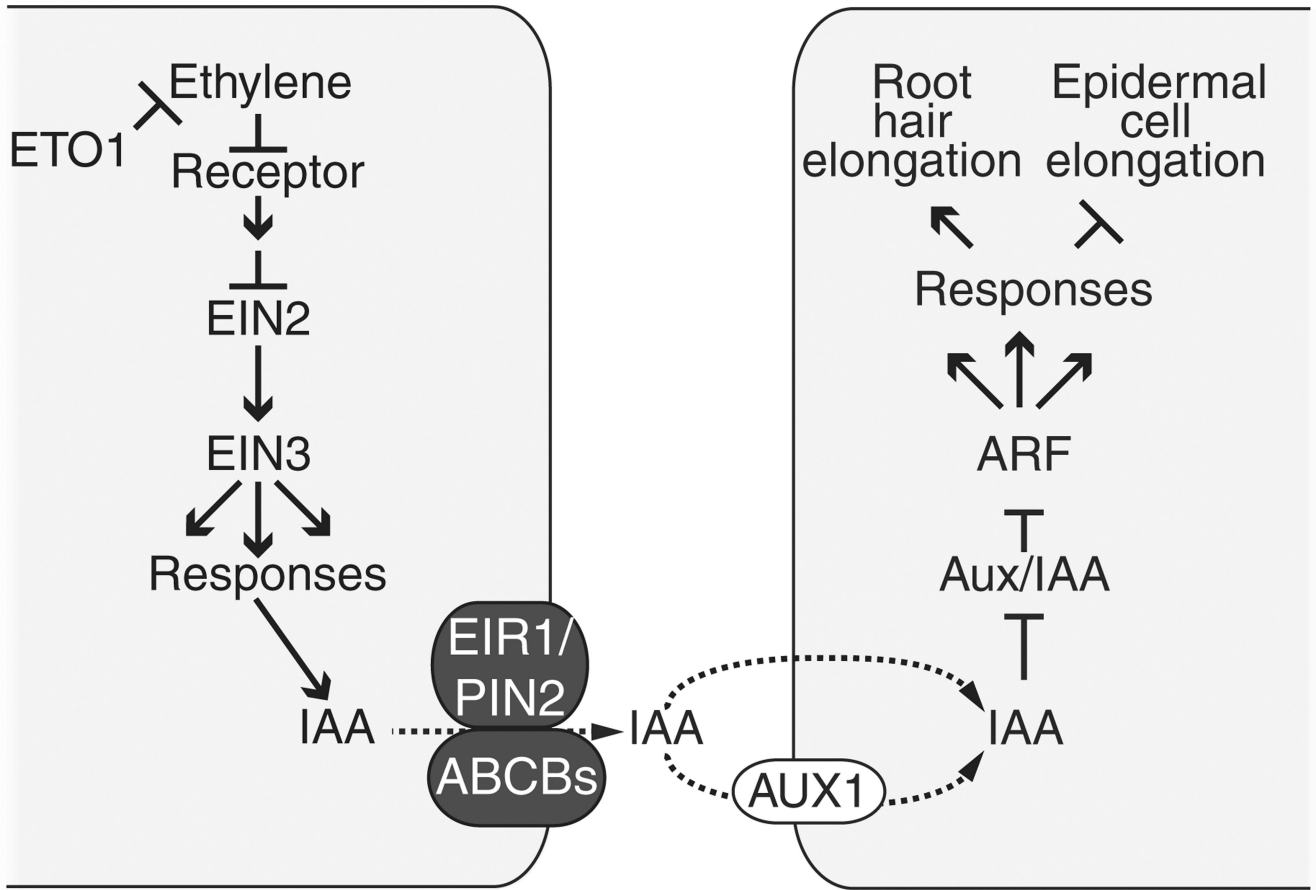 Ethylene
ETO1
Receptor
EIN2
EIN3
Responses
IAA
EIR1/
PIN2
ABCBs
IAA
AUX1
IAA
Aux/IAA
ARF
Responses
Root
hair
elongation
Epidermal
cell
elongation